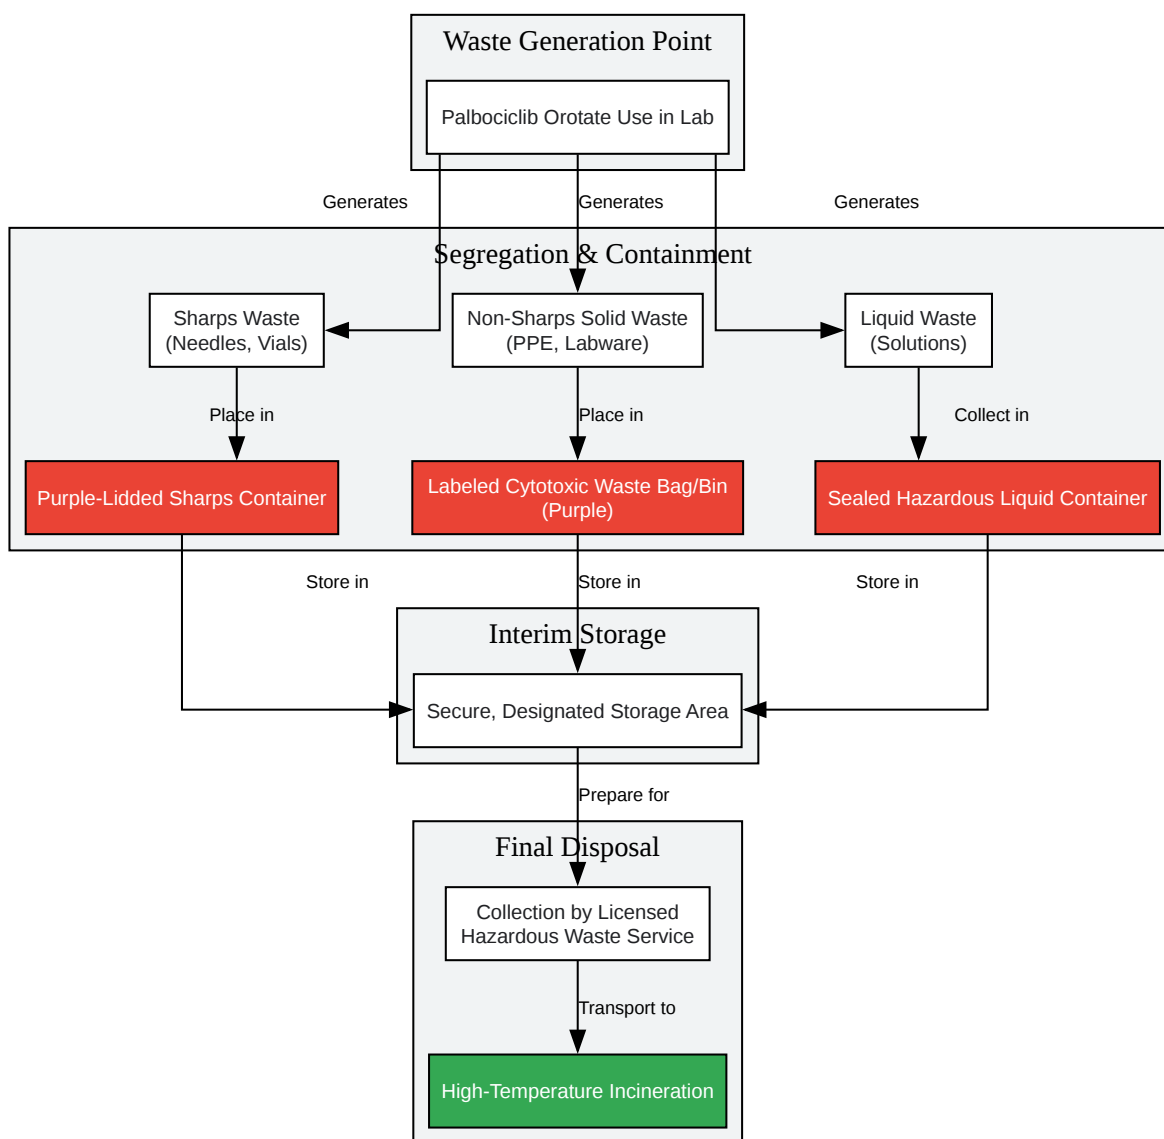 Waste Generation Point
Palbociclib Orotate Use in Lab
Generates
Generates
Generates
Segregation & Containment
Sharps Waste
(Needles, Vials)
Non-Sharps Solid Waste
(PPE, Labware)
Liquid Waste
(Solutions)
Place in
Place in
Collect in
Purple-Lidded Sharps Container
Labeled Cytotoxic Waste Bag/Bin
(Purple)
Sealed Hazardous Liquid Container
Store in
Store in
Store in
Interim Storage
Secure, Designated Storage Area
Prepare for
Final Disposal
Collection by Licensed
Hazardous Waste Service
Transport to
High-Temperature Incineration